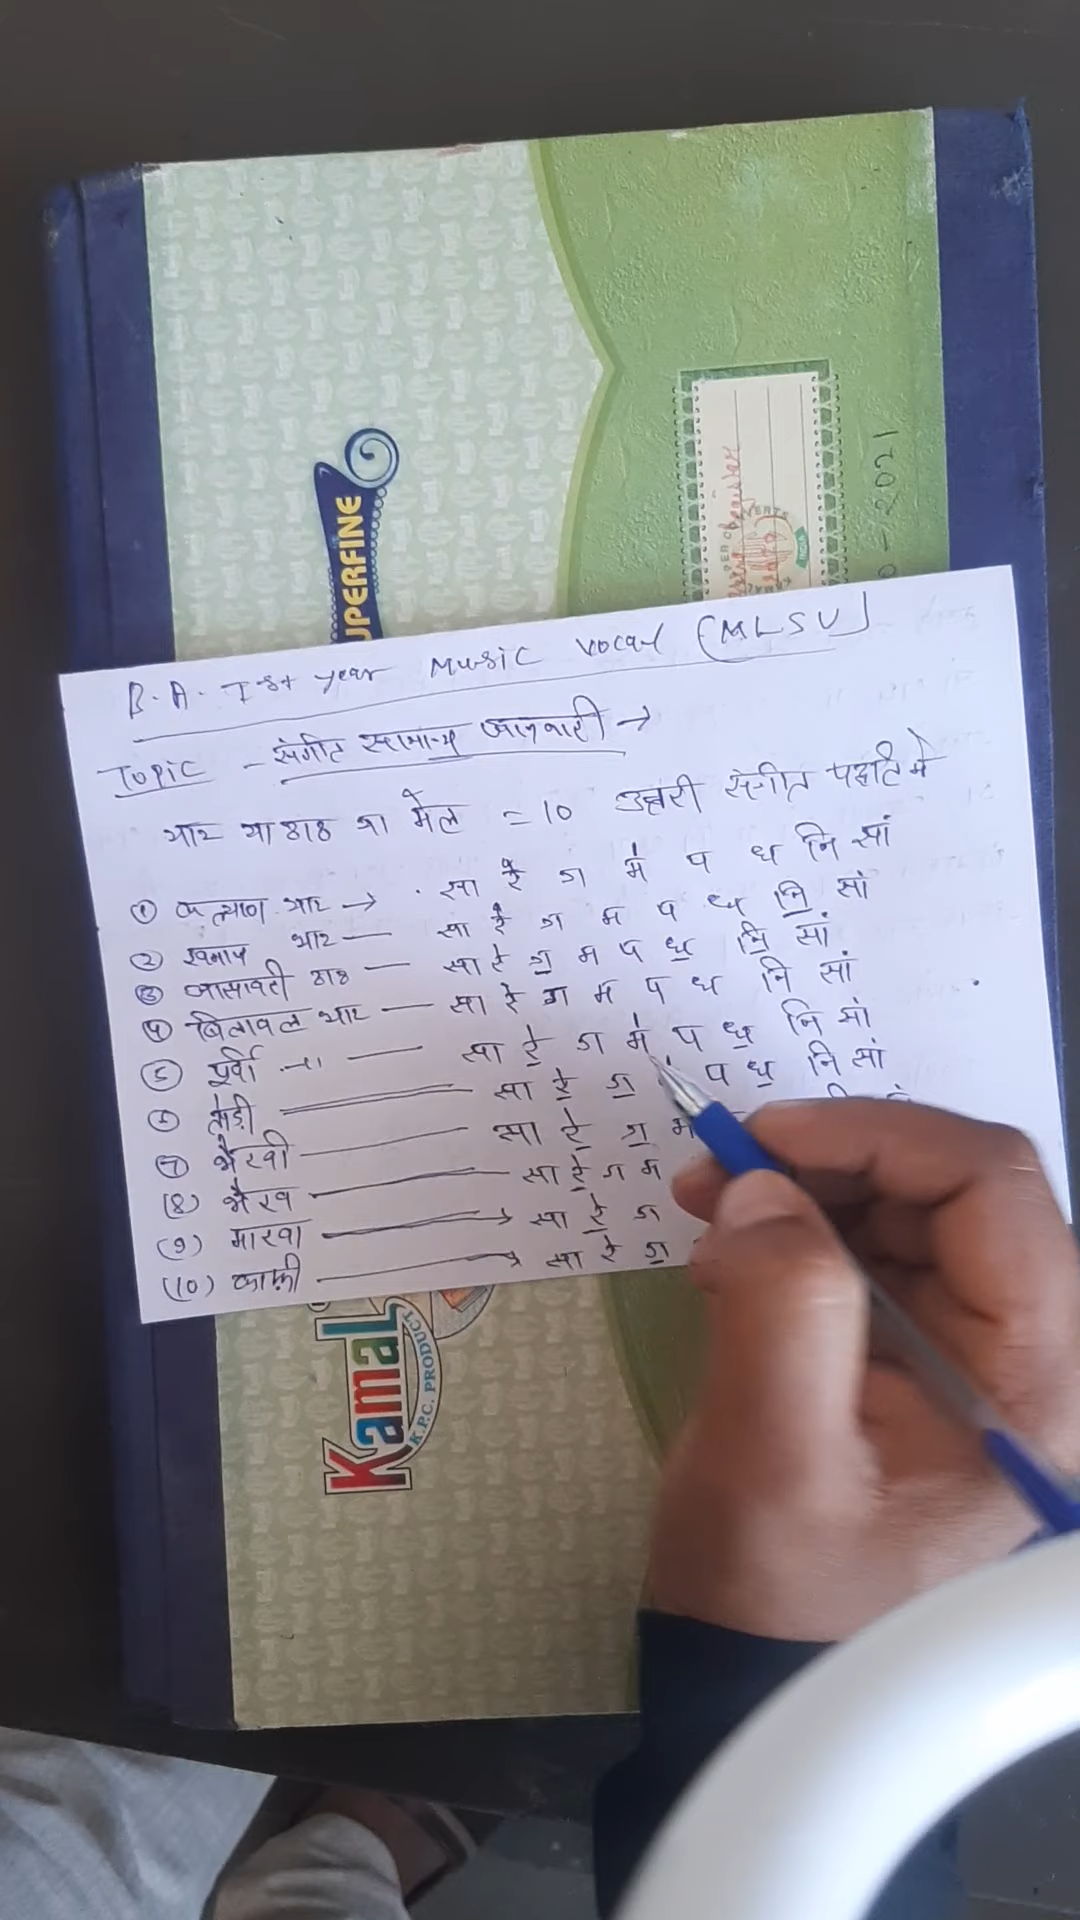 SUPERFINE
2021
B.A. Ist year Music Vocal (MLSU)
Topic - संगीत सामान्य जानकारी →
थाट या ठाठ या मेल = 10 उत्तरी संगीत पद्धति में
① कल्याण थाट → सा रे ग मं प ध नि सां
② खमाज थाट — सा रे ग म प ध नि॒ सां
③ आसावरी ठाठ — सा रे ग॒ म प ध॒ नि॒ सां
④ बिलावल थाट — सा रे ग म प ध नि सां
⑤ पूर्वी -"- — सा रे॒ ग मं प ध॒ नि सां
⑥ तोड़ी — सा रे॒ ग॒ प ध॒ नि सां
⑦ भैरवी — सा रे॒ ग॒ म
(8) भैरव — सा रे॒ ग म
(9) मारवा → सा रे॒ ग
(10) काफ़ी → सा रे ग॒
Kamal
K.P.C. PRODUCT